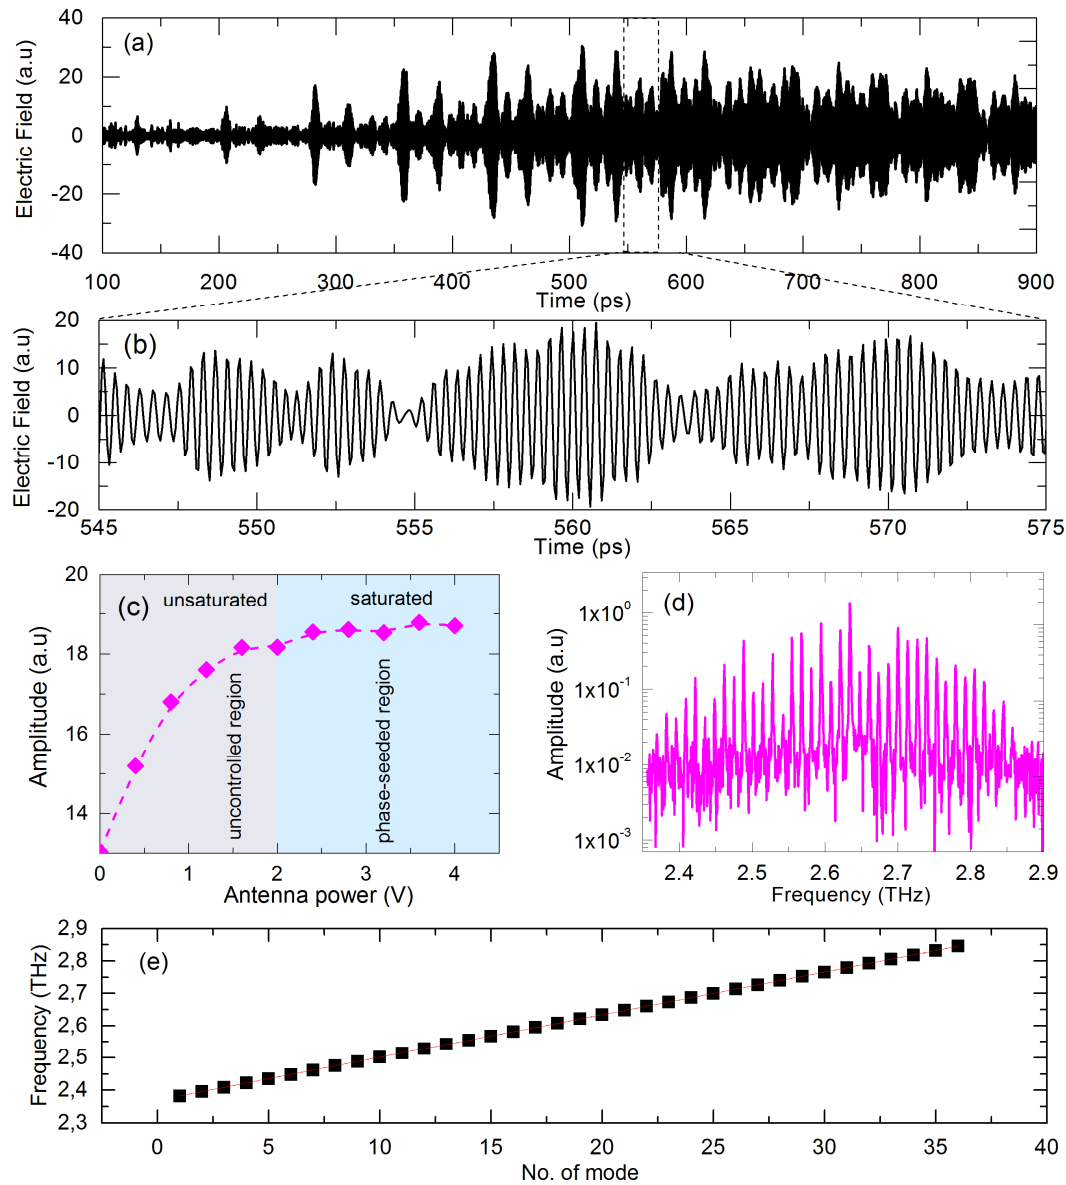 (a)
Electric Field (a.u)
40
20
0
-20
-40
100 200 300 400 500 600 700 800 900
Time (ps)
(b)
Electric Field (a.u)
20
10
0
-10
-20
545 550 555 560 565 570 575
Time (ps)
(c)
unsaturated saturated
uncontrolled region
phase-seeded region
Amplitude (a.u)
20
18
16
14
0 1 2 3 4
Antenna power (V)
(d)
Amplitude (a.u)
1x10⁰
1x10⁻¹
1x10⁻²
1x10⁻³
2.4 2.5 2.6 2.7 2.8 2.9
Frequency (THz)
(e)
Frequency (THz)
2,9
2,8
2,7
2,6
2,5
2,4
2,3
0 5 10 15 20 25 30 35 40
No. of mode